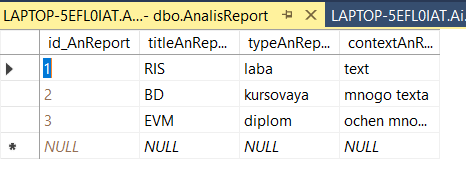 LAPTOP-5EFL0IAT.A...- dbo.AnalisReport LAPTOP-5EFL0IAT.Ai
id_AnReport titleAnRep... typeAnRep... contextAnR...
1 RIS laba text
2 BD kursovaya mnogo texta
3 EVM diplom ochen mno...
NULL NULL NULL NULL